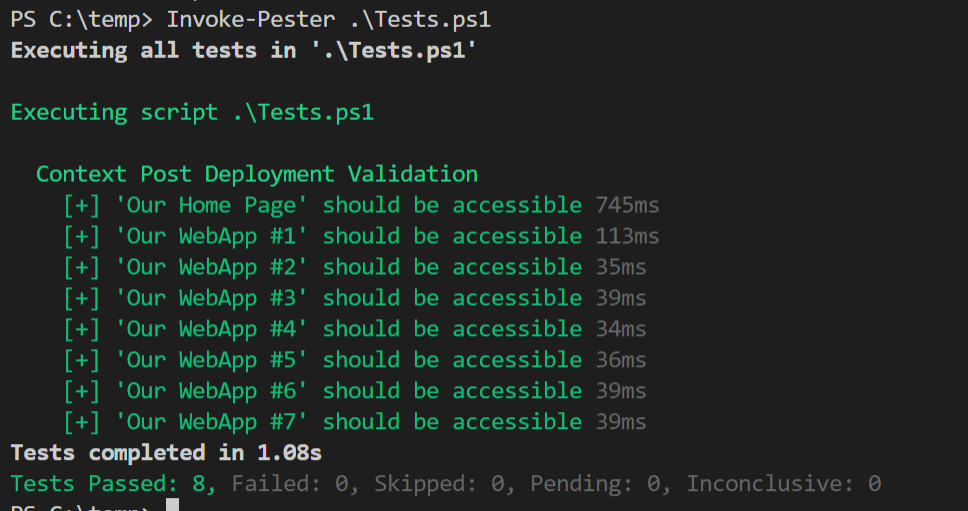 PS C:\temp> Invoke-Pester .\Tests.ps1
Executing all tests in '.\Tests.ps1'
Executing script .\Tests.ps1
Context Post Deployment Validation
[+] 'Our Home Page' should be accessible 745ms
[+] 'Our WebApp #1' should be accessible 113ms
[+] 'Our WebApp #2' should be accessible 35ms
[+] 'Our WebApp #3' should be accessible 39ms
[+] 'Our WebApp #4' should be accessible 34ms
[+] 'Our WebApp #5' should be accessible 36ms
[+] 'Our WebApp #6' should be accessible 39ms
[+] 'Our WebApp #7' should be accessible 39ms
Tests completed in 1.08s
Tests Passed: 8, Failed: 0, Skipped: 0, Pending: 0, Inconclusive: 0
PS C:\temp>